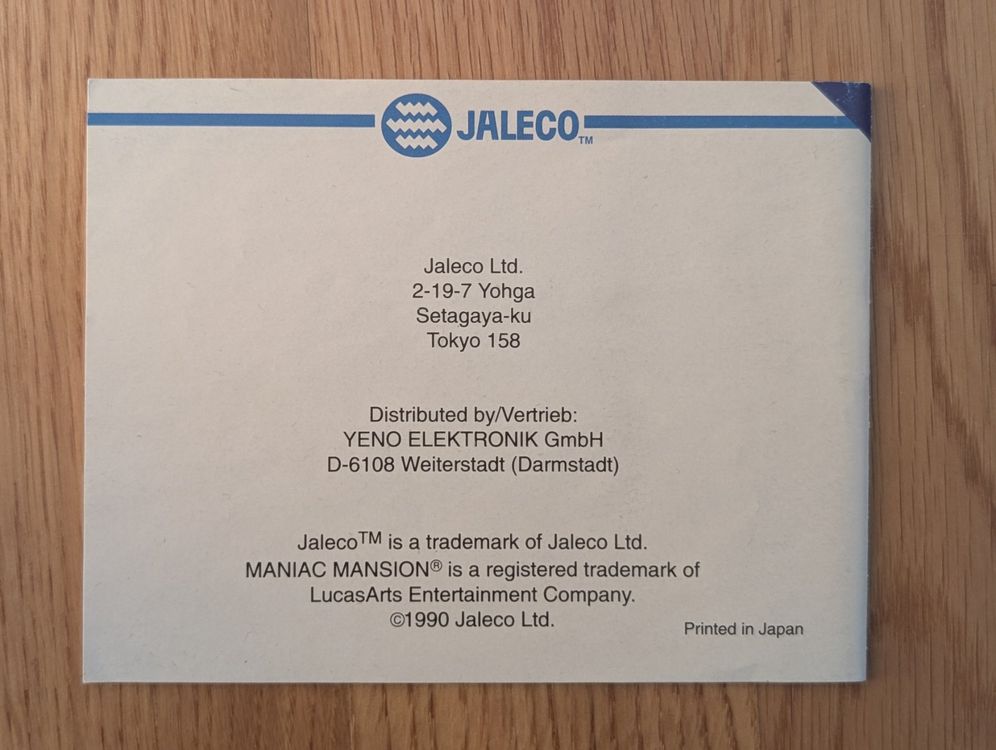 JALECO™
Jaleco Ltd.
2-19-7 Yohga
Setagaya-ku
Tokyo 158
Distributed by/Vertrieb:
YENO ELEKTRONIK GmbH
D-6108 Weiterstadt (Darmstadt)
Jaleco™ is a trademark of Jaleco Ltd.
MANIAC MANSION® is a registered trademark of
LucasArts Entertainment Company.
©1990 Jaleco Ltd.
Printed in Japan